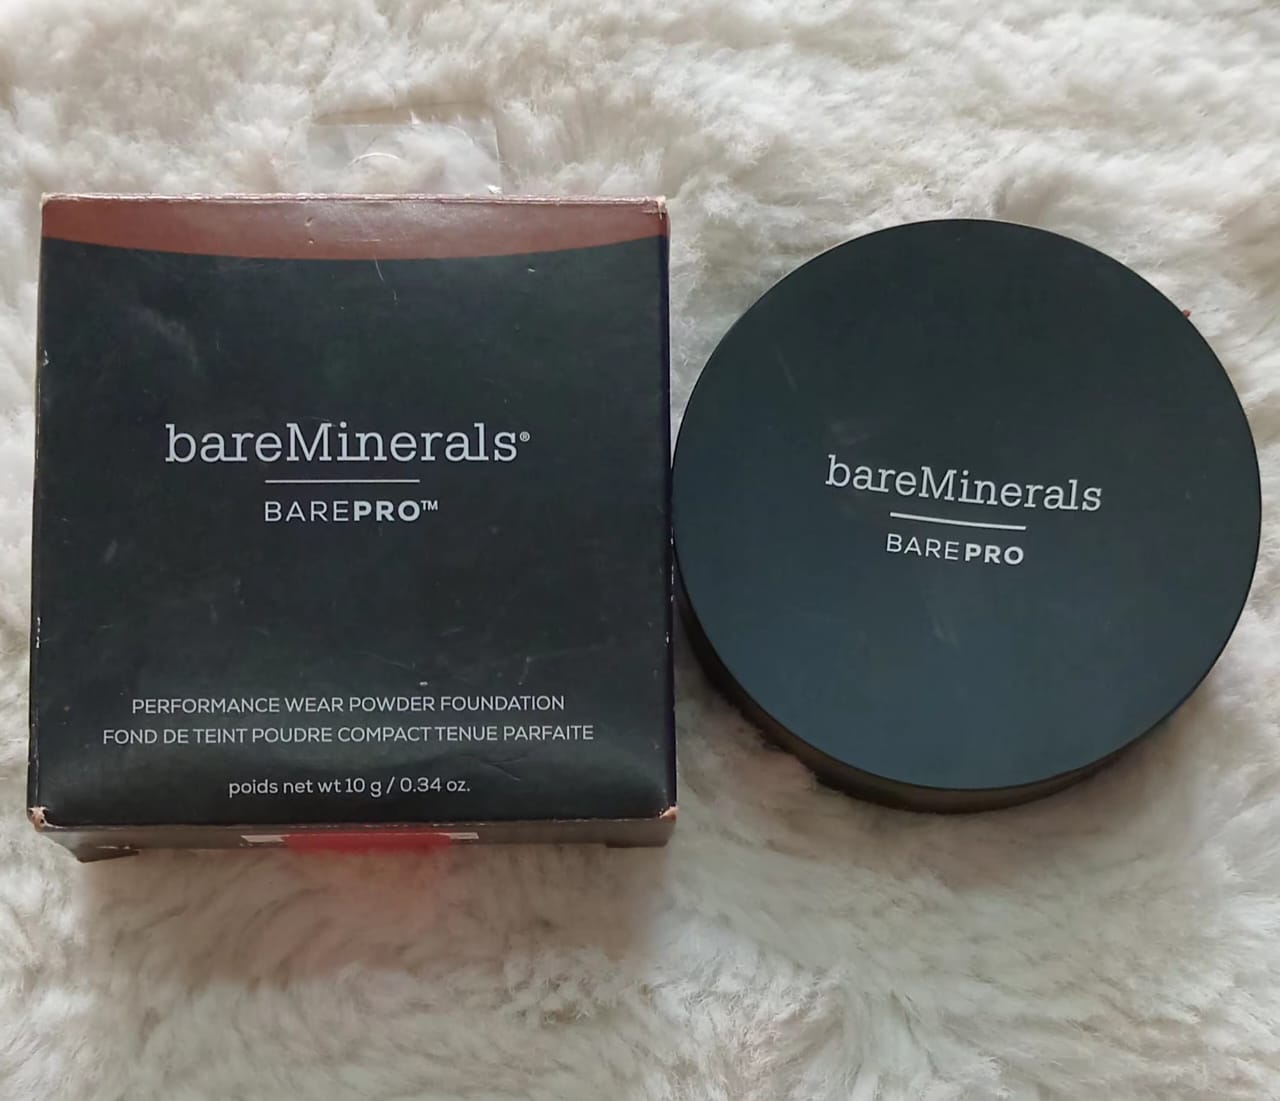 bareMinerals®
BAREPRO™
PERFORMANCE WEAR POWDER FOUNDATION
FOND DE TEINT POUDRE COMPACT TENUE PARFAITE
poids net wt 10 g / 0.34 oz.
bareMinerals
BAREPRO